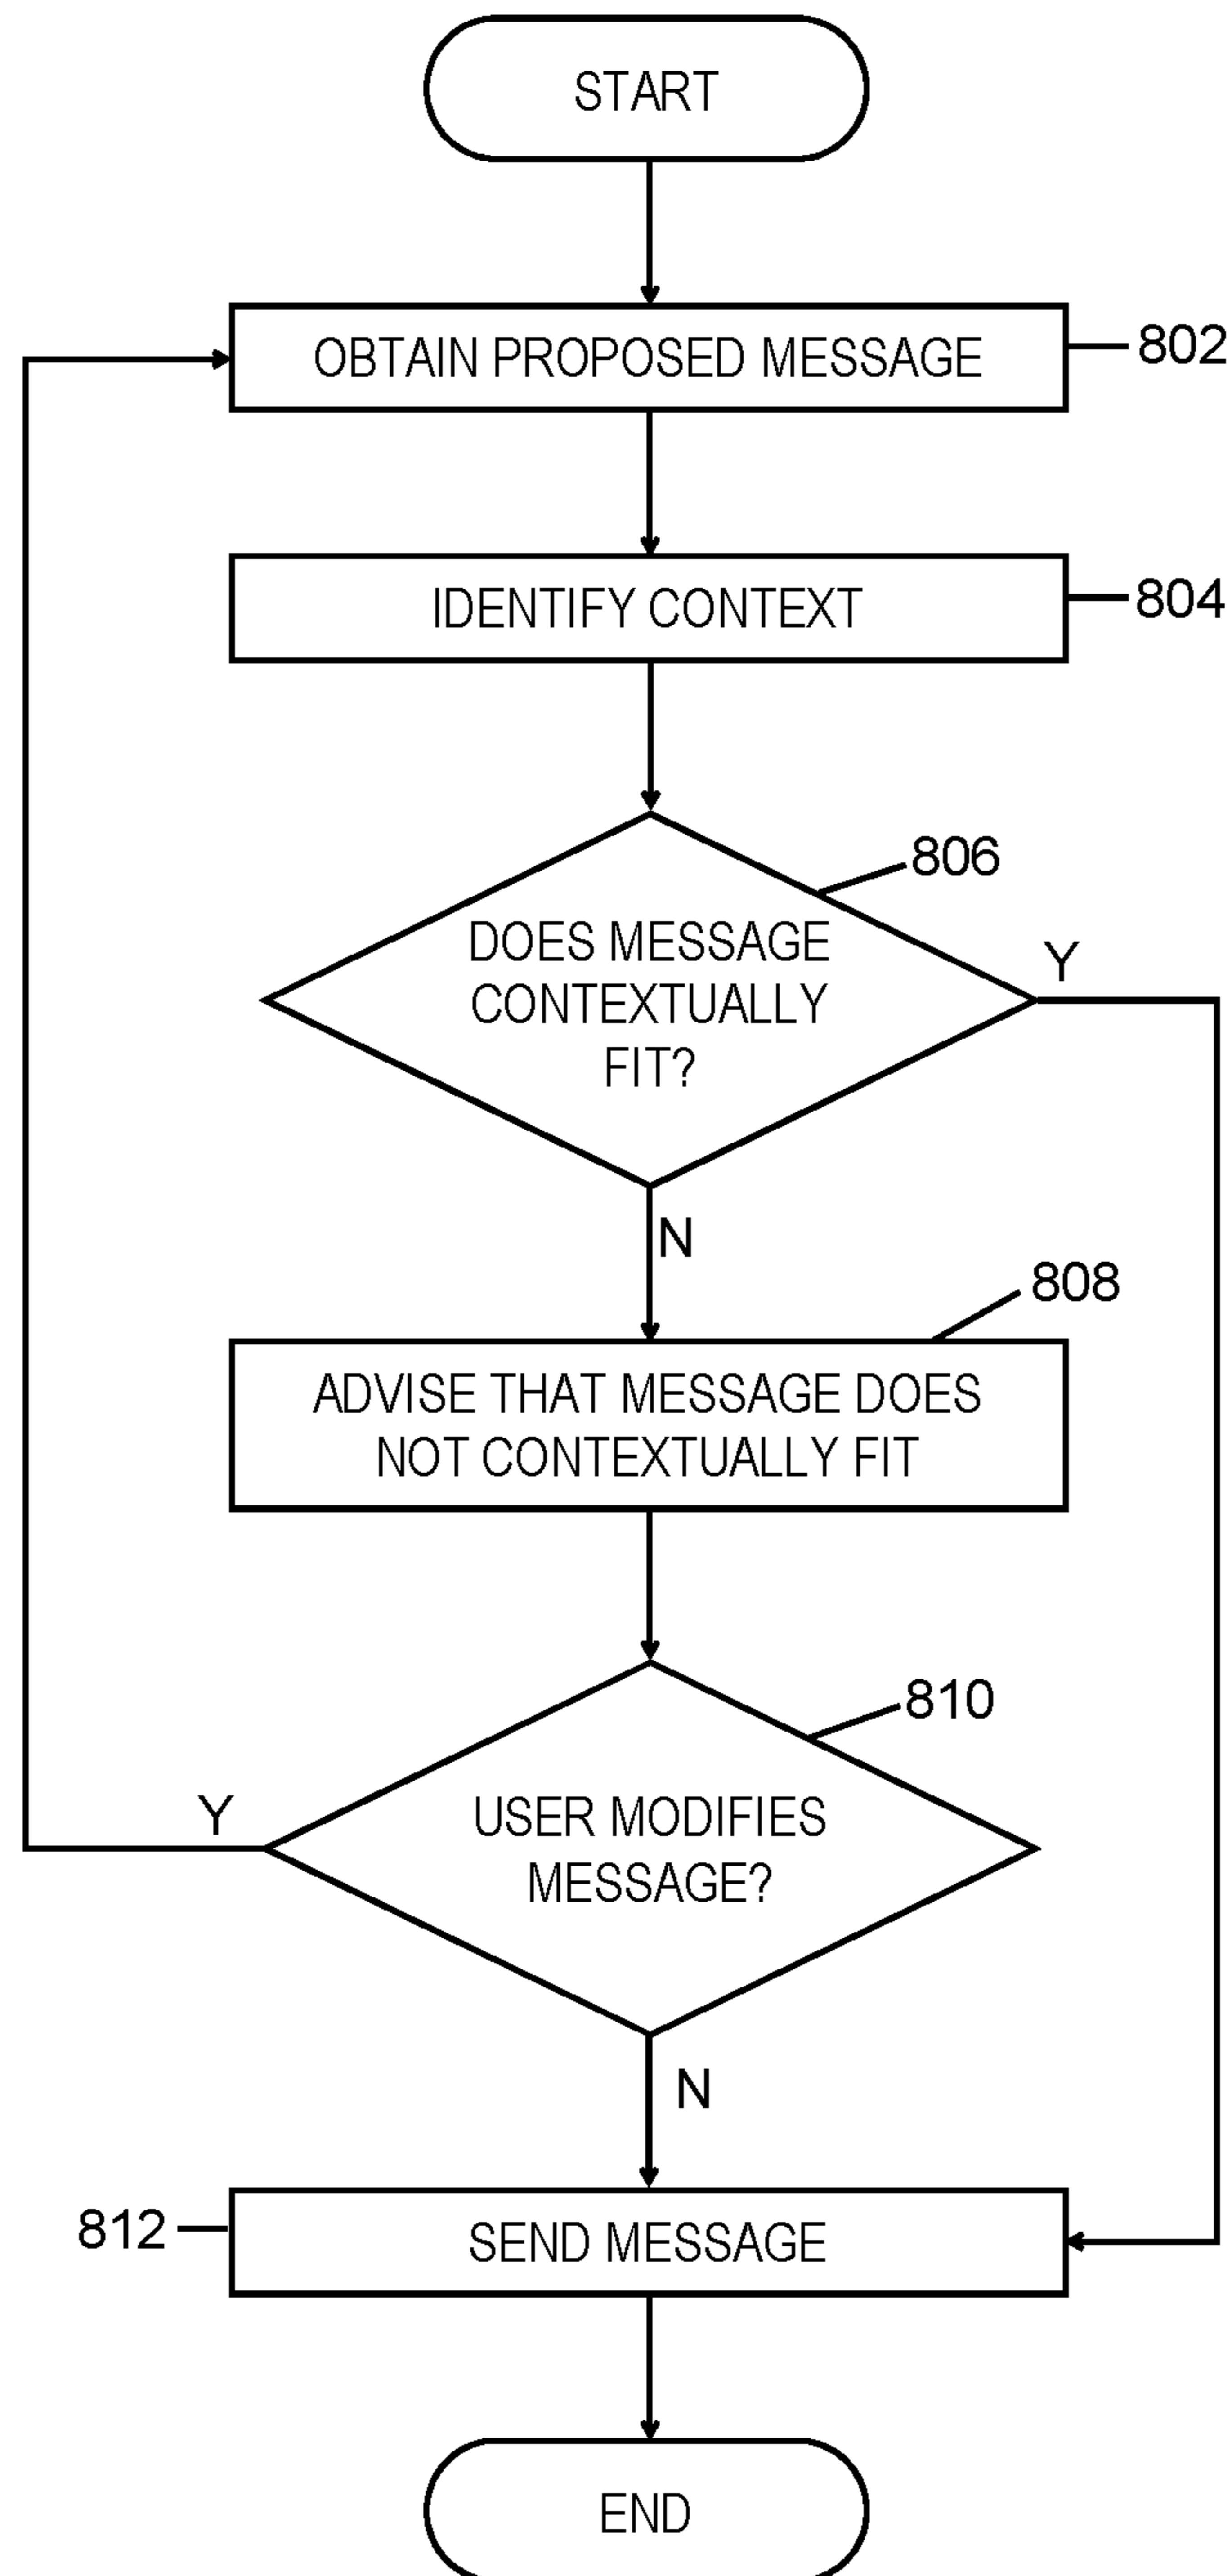 START
OBTAIN PROPOSED MESSAGE
802
IDENTIFY CONTEXT
804
806
DOES MESSAGE
CONTEXTUALLY
FIT?
Y
N
808
ADVISE THAT MESSAGE DOES
NOT CONTEXTUALLY FIT
810
Y
USER MODIFIES
MESSAGE?
N
812
SEND MESSAGE
END